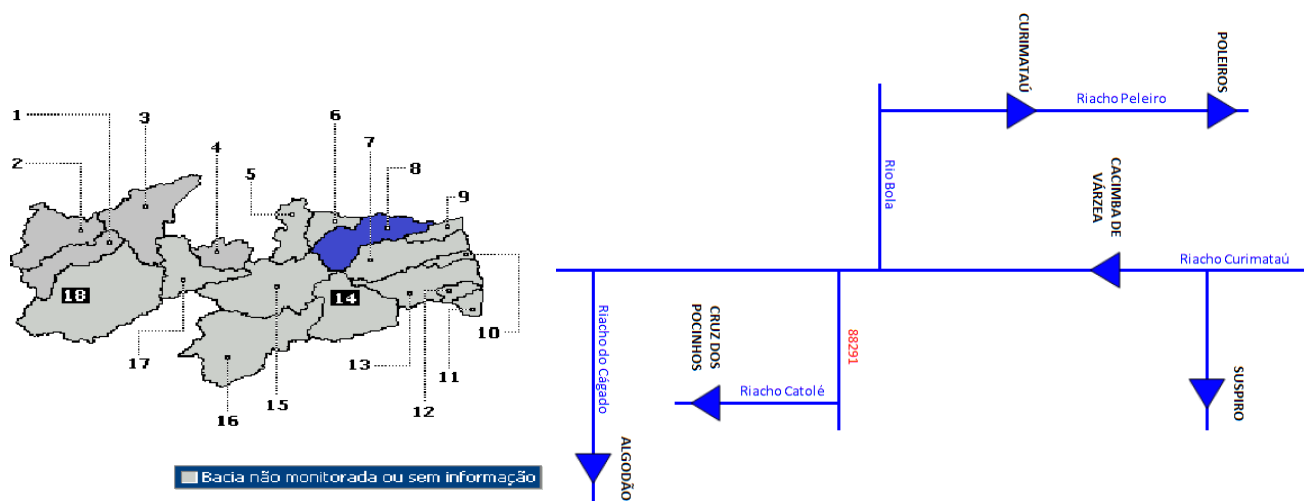 1
2
3
4
5
6
7
8
9
10
11
12
13
14
15
16
17
18
Bacia não monitorada ou sem informação
CURIMATAÚ
POLEIROS
Riacho Peleiro
Rio Bola
CACIMBA DE
VÁRZEA
Riacho Curimataú
Riacho do Cágado
CRUZ DOS
POCINHOS
88291
Riacho Catolé
SUSPIRO
ALGODÃO